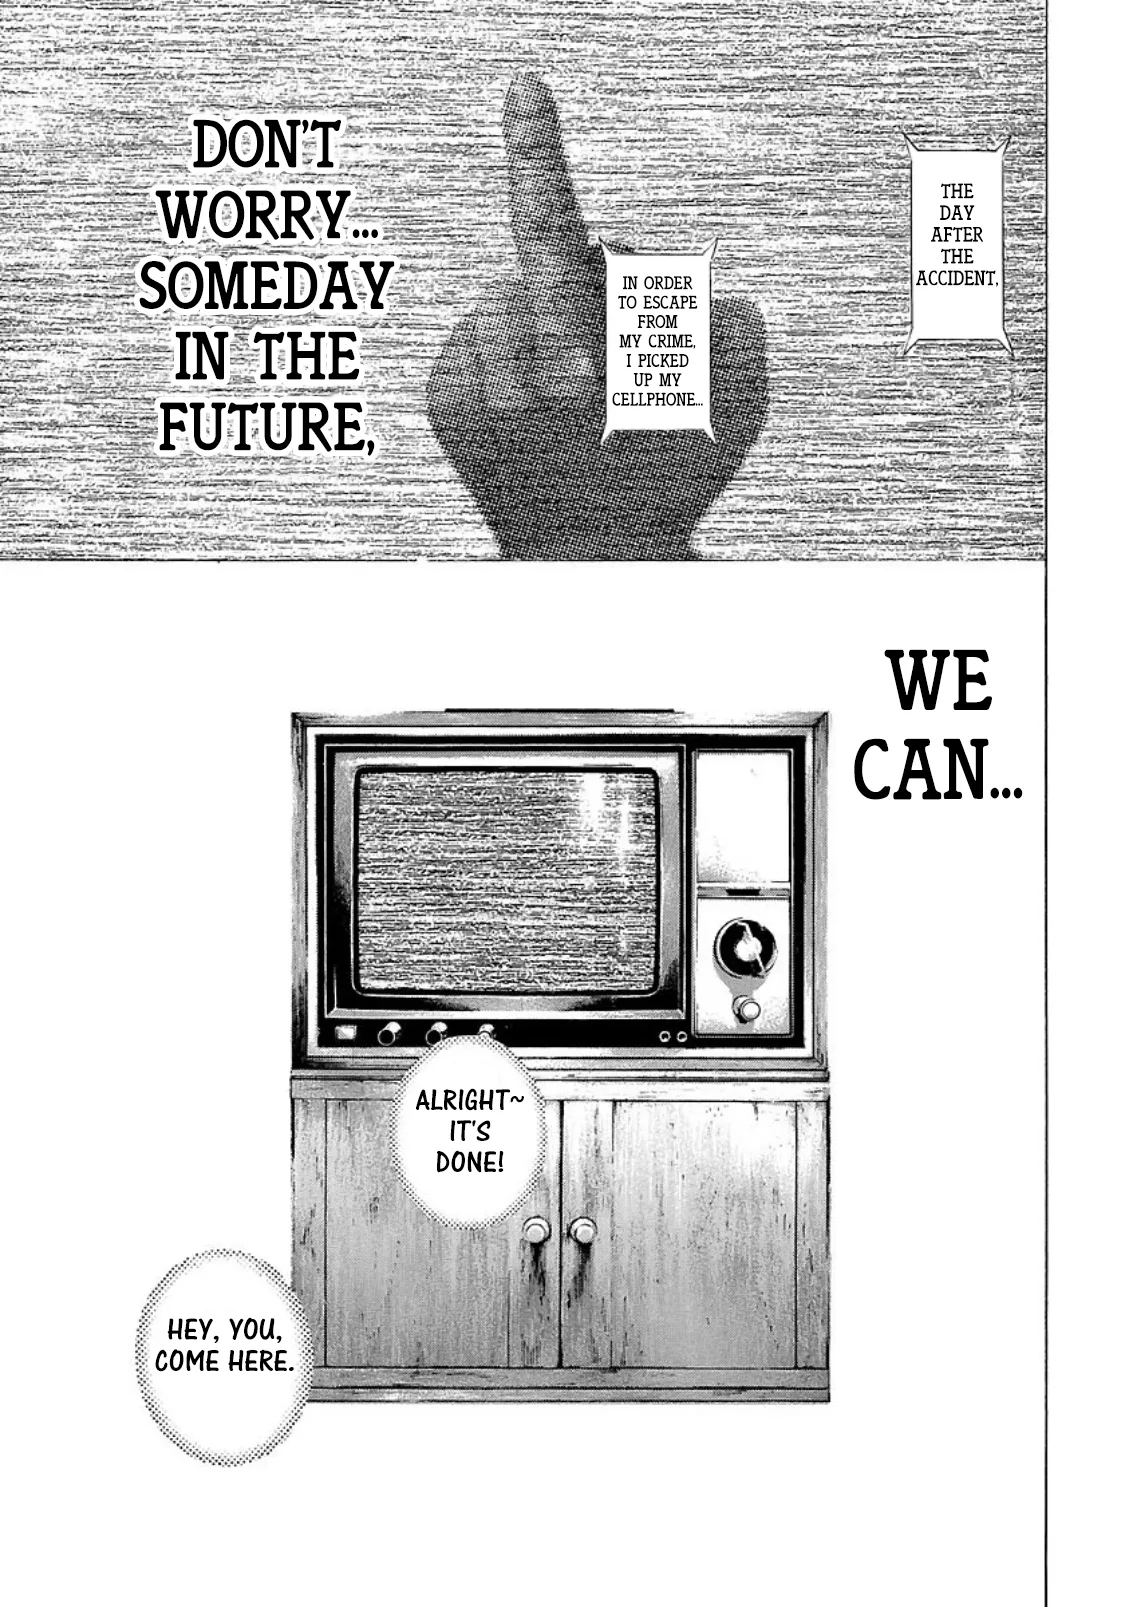 THE
DAY
AFTER
THE
ACCIDENT,
IN ORDER
TO ESCAPE
FROM
MY CRIME,
I PICKED
UP MY
CELLPHONE...
DON'T
WORRY...
SOMEDAY
IN THE
FUTURE,
WE
CAN...
ALRIGHT~
IT'S
DONE!
HEY, YOU,
COME HERE.